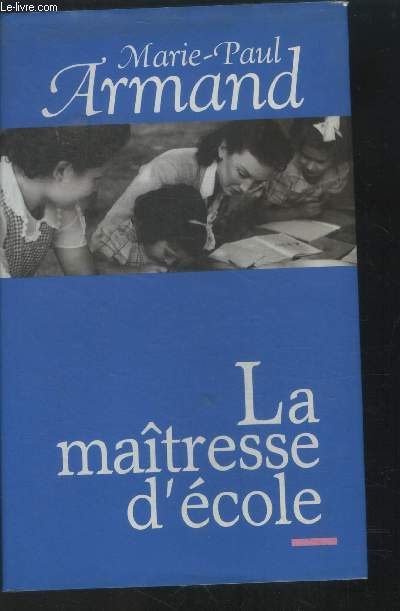 Le-livre.com
Marie-Paul
Armand
La
maîtresse
d'école